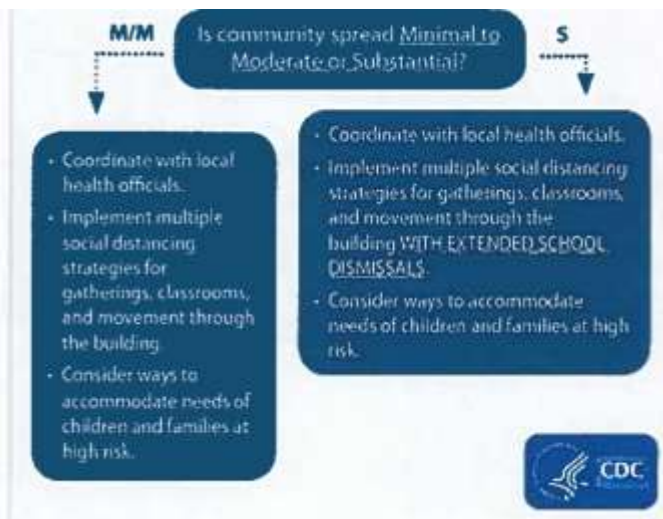 M/M
Is community spread Minimal to
Moderate or Substantial?
S
• Coordinate with local
health officials.
• Implement multiple
social distancing
strategies for
gatherings, classrooms,
and movement through
the building.
• Consider ways to
accommodate needs of
children and families at
high risk.
• Coordinate with local health officials.
• Implement multiple social distancing
strategies for gatherings, classrooms,
and movement through the
building WITH EXTENDED SCHOOL
DISMISSALS.
• Consider ways to accommodate
needs of children and families at high
risk.
CDC